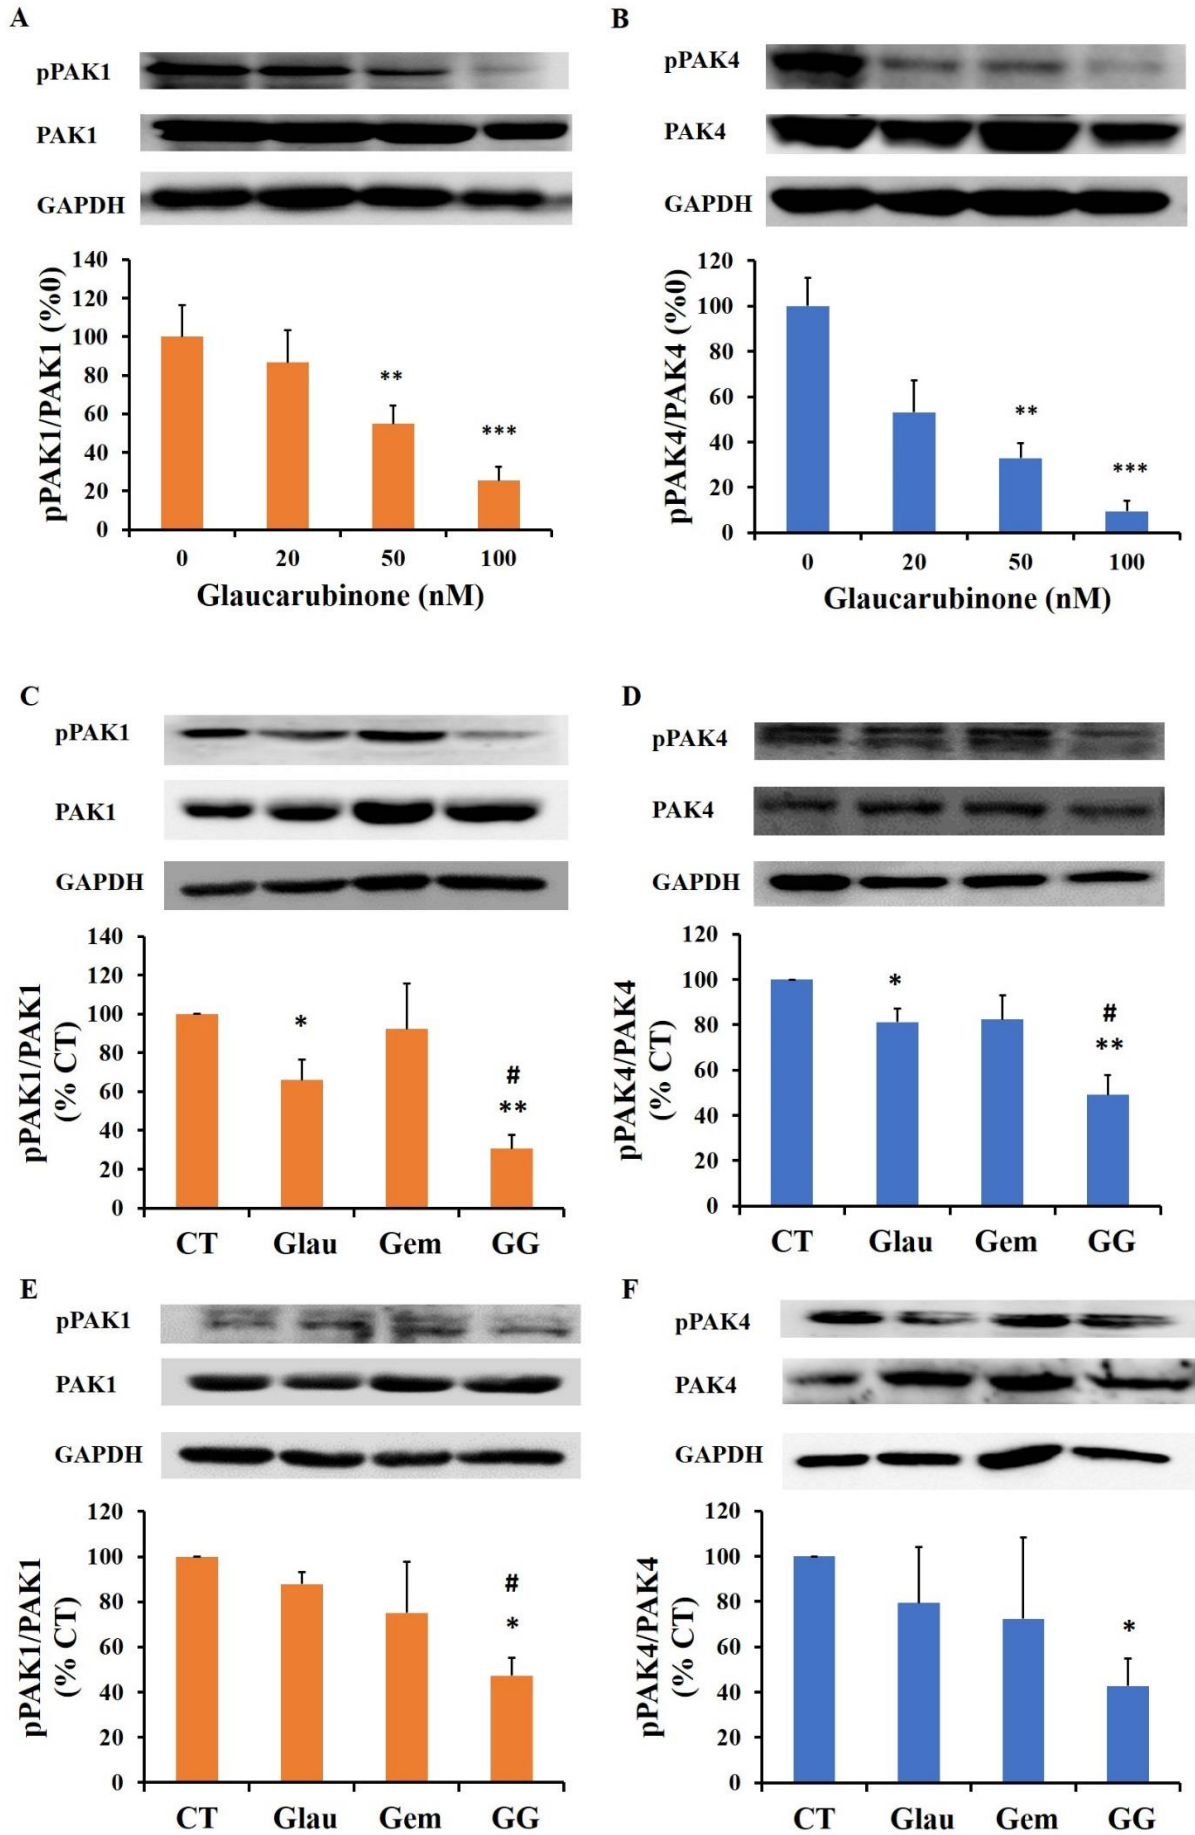 A
pPAK1
PAK1
GAPDH
pPAK1/PAK1 (%0)
140
120
100
80
60
40
20
0
**
***
0 20 50 100
Glaucarubinone (nM)
B
pPAK4
PAK4
GAPDH
pPAK4/PAK4 (%0)
120
100
80
60
40
20
0
**
***
0 20 50 100
Glaucarubinone (nM)
C
pPAK1
PAK1
GAPDH
pPAK1/PAK1
(% CT)
140
120
100
80
60
40
20
0
*
#
**
CT Glau Gem GG
D
pPAK4
PAK4
GAPDH
pPAK4/PAK4
(% CT)
120
100
80
60
40
20
0
*
#
**
CT Glau Gem GG
E
pPAK1
PAK1
GAPDH
pPAK1/PAK1
(% CT)
120
100
80
60
40
20
0
#
*
CT Glau Gem GG
F
pPAK4
PAK4
GAPDH
pPAK4/PAK4
(% CT)
120
100
80
60
40
20
0
*
CT Glau Gem GG